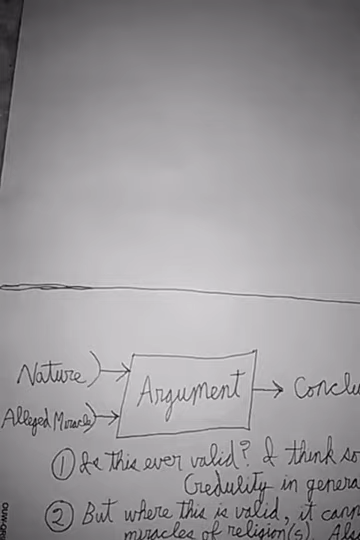 Nature
Argument
Alleged Miracle
① Is this ever valid? I think so
Credulity in genera
② But where this is valid, it cann
miracles of religion(s).